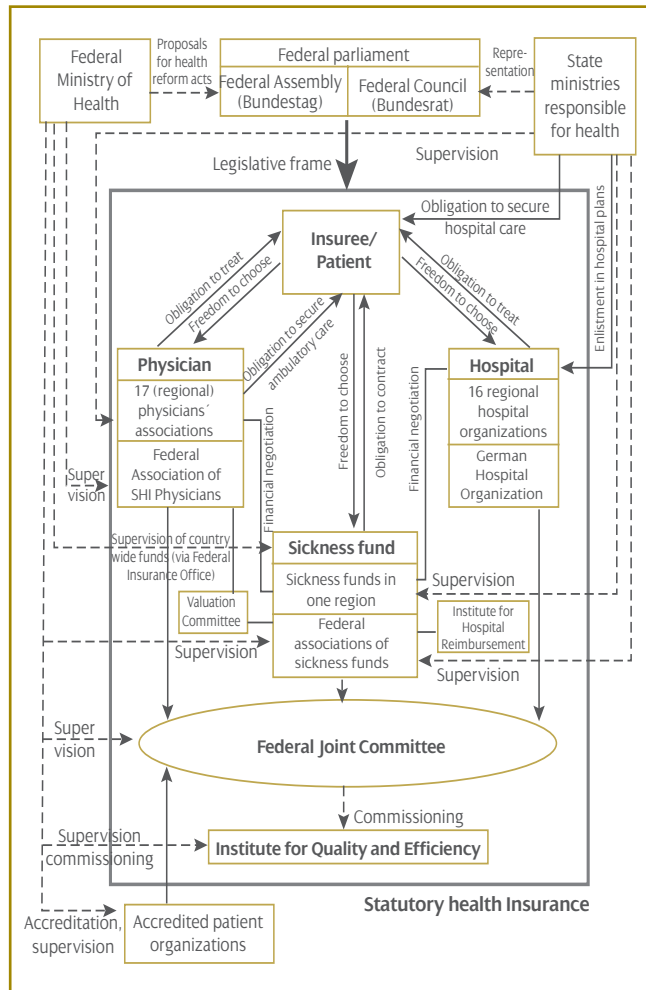 Federal
Ministry of
Health
Proposals
for health
reform acts
Federal parliament
Federal Assembly
(Bundestag)
Federal Council
(Bundesrat)
Repre-
sentation
State
ministries
responsible
for health
Legislative frame
Supervision
Obligation to secure
hospital care
Enlistment in hospital plans
Insuree/
Patient
Obligation to treat
Freedom to choose
Obligation to secure
ambulatory care
Obligation to treat
Freedom to choose
Physician
17 (regional)
physicians´
associations
Federal
Association of
SHI Physicians
Hospital
16 regional
hospital
organizations
German
Hospital
Organization
Financial negotiation
Freedom to choose
Obligation to contract
Financial negotiation
Super
vision
Supervision of country
wide funds (via Federal
Insurance Office)
Sickness fund
Sickness funds in
one region
Federal
associations of
sickness funds
Valuation
Committee
Supervision
Institute for
Hospital
Reimbursement
Supervision
Supervision
Super
vision
Federal Joint Committee
Commissioning
Supervision
commissioning
Institute for Quality and Efficiency
Statutory health Insurance
Accreditation,
supervision
Accredited patient
organizations